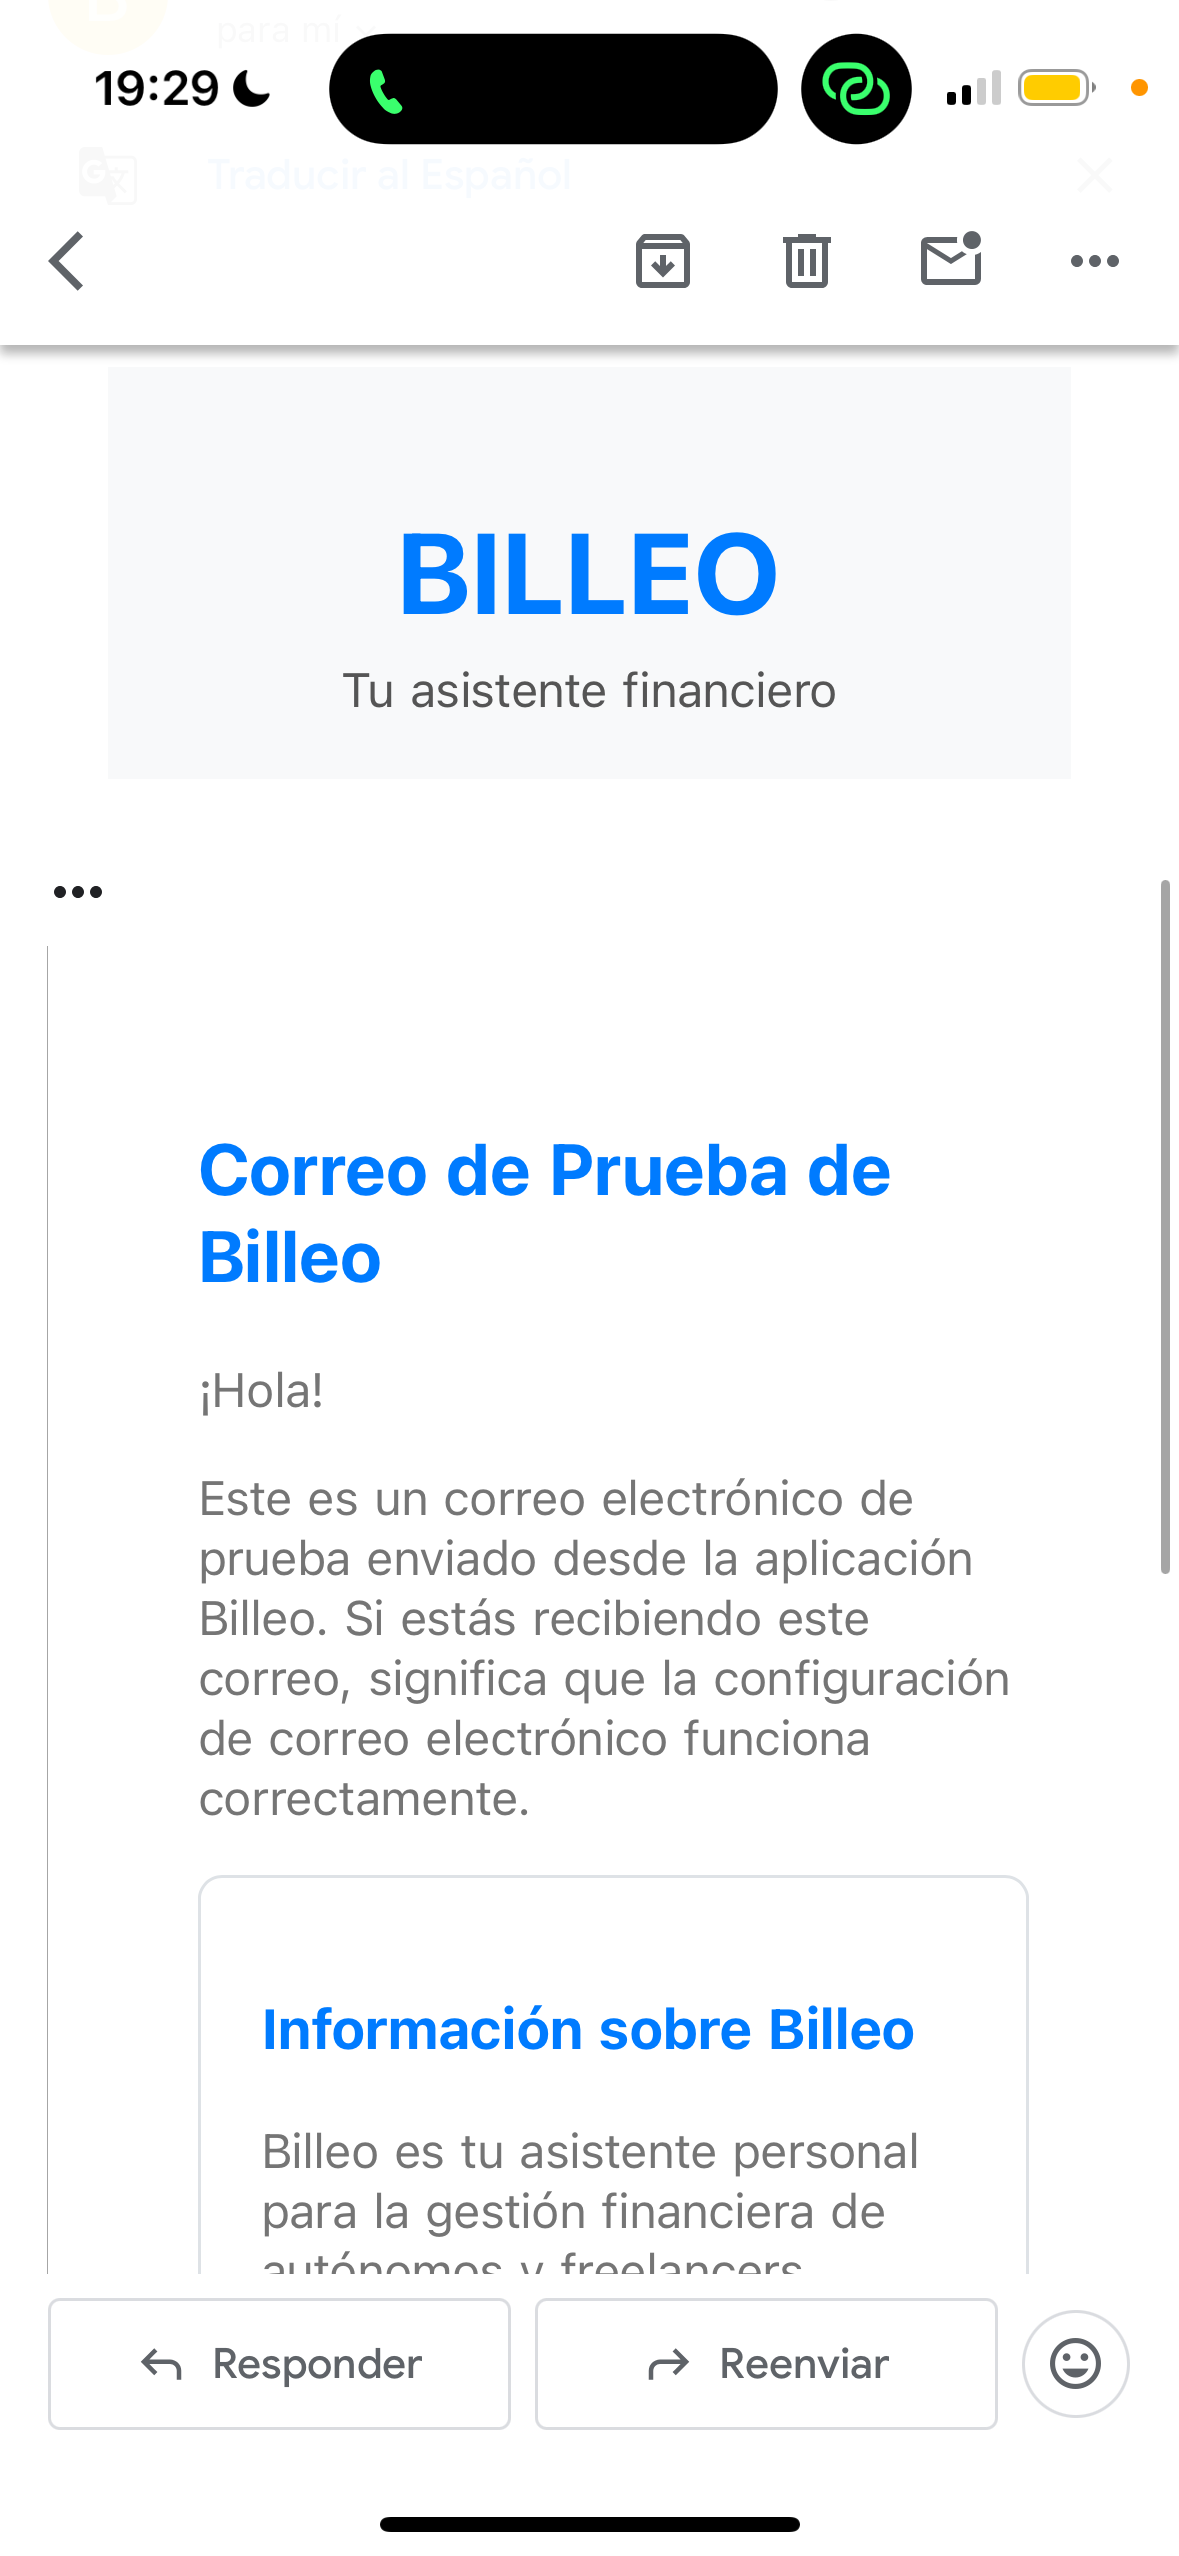 para mí
19:29
Traducir al Español
BILLEO
Tu asistente financiero
Correo de Prueba de
Billeo
¡Hola!
Este es un correo electrónico de
prueba enviado desde la aplicación
Billeo. Si estás recibiendo este
correo, significa que la configuración
de correo electrónico funciona
correctamente.
Información sobre Billeo
Billeo es tu asistente personal
para la gestión financiera de
autónomos y freelancers
Responder
Reenviar